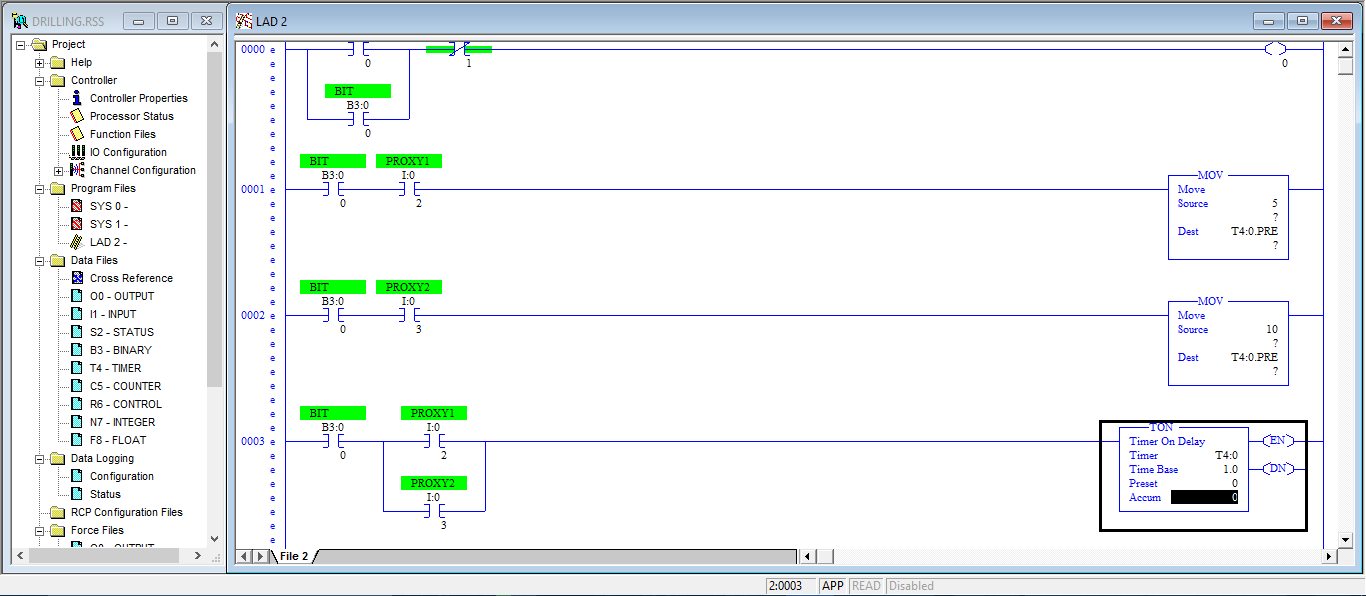 DRILLING.RSS
Project
Help
Controller
Controller Properties
Processor Status
Function Files
IO Configuration
Channel Configuration
Program Files
SYS 0 -
SYS 1 -
LAD 2 -
Data Files
Cross Reference
O0 - OUTPUT
I1 - INPUT
S2 - STATUS
B3 - BINARY
T4 - TIMER
C5 - COUNTER
R6 - CONTROL
N7 - INTEGER
F8 - FLOAT
Data Logging
Configuration
Status
RCP Configuration Files
Force Files
LAD 2
0000 e
0 1 0
BIT
B3:0
0
BIT PROXY1
B3:0 I:0
0001 e
0 2
MOV
Move
Source 5
?
Dest T4:0.PRE
?
BIT PROXY2
B3:0 I:0
0002 e
0 3
MOV
Move
Source 10
?
Dest T4:0.PRE
?
BIT PROXY1
B3:0 I:0
0003 e
0 2
PROXY2
I:0
3
TON
Timer On Delay EN
Timer T4:0
Time Base 1.0 DN
Preset 0
Accum 0
File 2
2:0003 APP READ Disabled